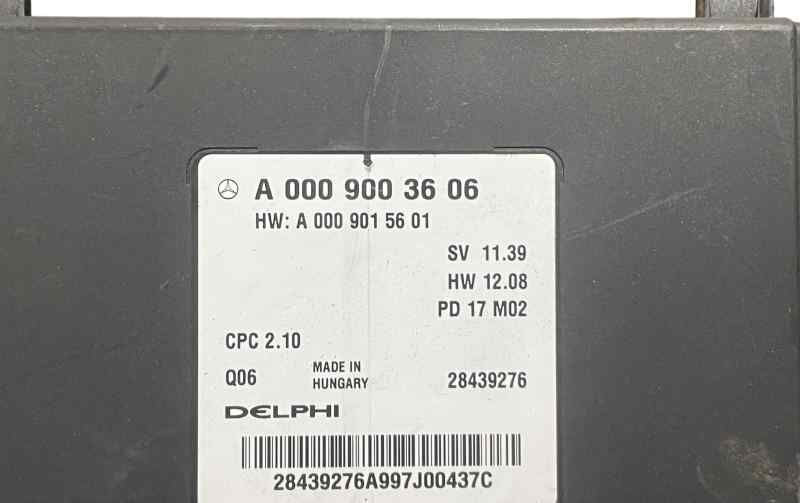 A 000 900 36 06
HW: A 000 901 56 01
SV 11.39
HW 12.08
PD 17 M02
CPC 2.10
Q06 MADE IN HUNGARY 28439276
DELPHI
28439276A997J00437C